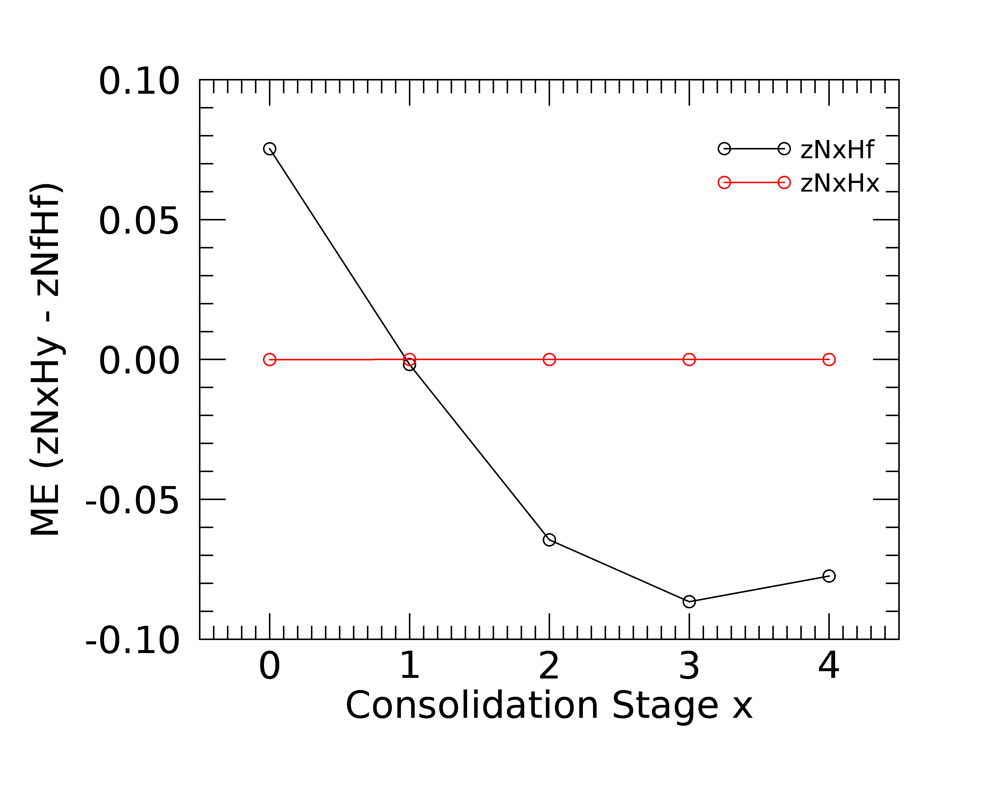 0.10
0.05
0.00
-0.05
-0.10
ME (zNxHy - zNfHf)
zNxHf
zNxHx
0 1 2 3 4
Consolidation Stage x